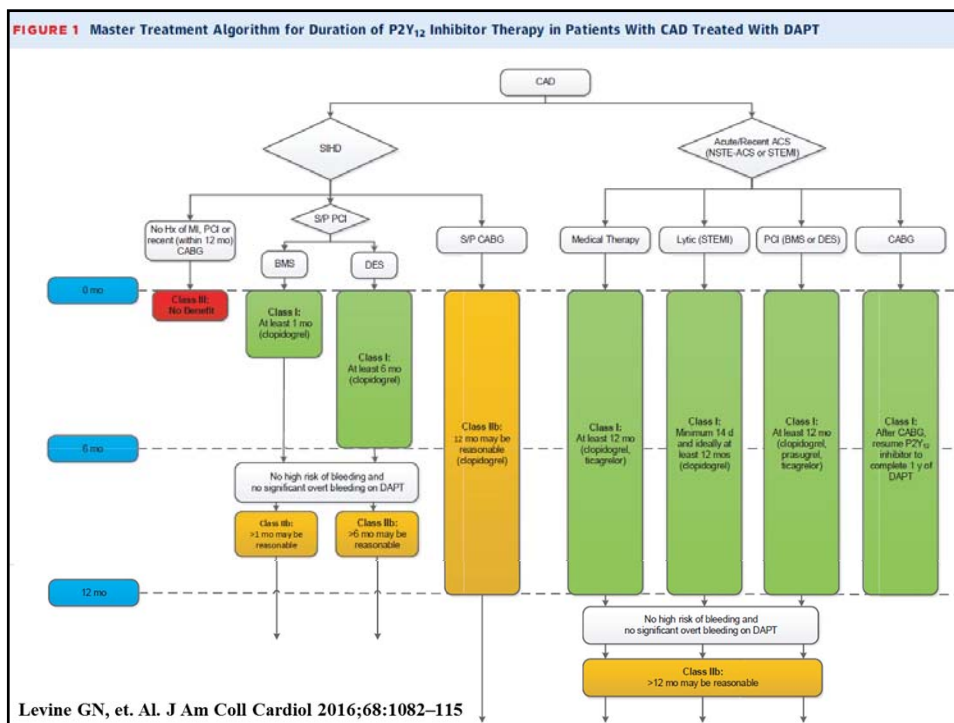 FIGURE 1 Master Treatment Algorithm for Duration of P2Y₁₂ Inhibitor Therapy in Patients With CAD Treated With DAPT
CAD
SIHD
Acute/Recent ACS
(NSTE-ACS or STEMI)
No Hx of MI, PCI or
recent (within 12 mo)
CABG
S/P PCI
BMS
DES
S/P CABG
Medical Therapy
Lytic (STEMI)
PCI (BMS or DES)
CABG
0 mo
Class III:
No Benefit
Class I:
At least 1 mo
(clopidogrel)
Class I:
At least 6 mo
(clopidogrel)
Class IIb:
12 mo may be
reasonable
(clopidogrel)
Class I:
At least 12 mo
(clopidogrel,
ticagrelor)
Class I:
Minimum 14 d
and ideally at
least 12 mos
(clopidogrel)
Class I:
At least 12 mo
(clopidogrel,
prasugrel,
ticagrelor)
Class I:
After CABG,
resume P2Y₁₂
inhibitor to
complete 1 y of
DAPT
6 mo
No high risk of bleeding and
no significant overt bleeding on DAPT
Class IIb:
>1 mo may be
reasonable
Class IIb:
>6 mo may be
reasonable
12 mo
No high risk of bleeding and
no significant overt bleeding on DAPT
Class IIb:
>12 mo may be reasonable
Levine GN, et. Al. J Am Coll Cardiol 2016;68:1082–115